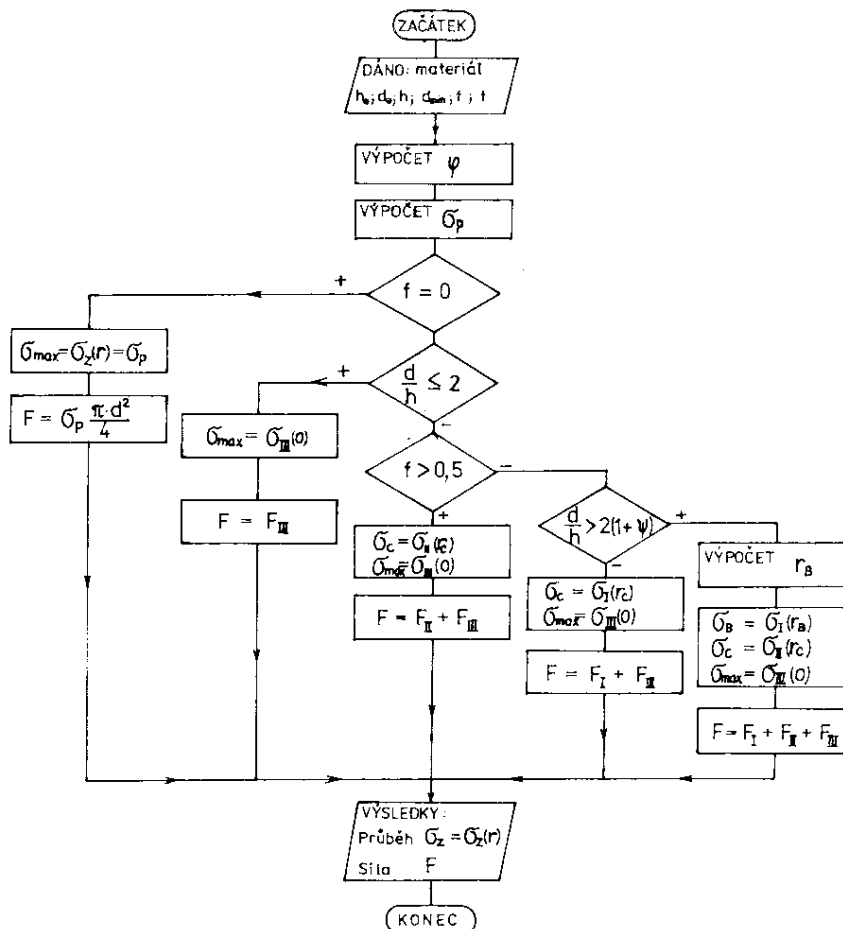 ZAČÁTEK
DÁNO: materiál
h₀; d₀; h; d_min; f; t
VÝPOČET φ
VÝPOČET σ_P
+
f = 0
σ_max = σ_z(r) = σ_P
F = σ_P π·d²/4
+
d/h ≤ 2
-
σ_max = σ_III(0)
F = F_III
f > 0,5
-
+
σ_C = σ_II(r_C)
σ_max = σ_III(0)
F = F_II + F_III
d/h > 2(1+ψ)
+
-
VÝPOČET r_B
σ_C = σ_I(r_C)
σ_max = σ_III(0)
F = F_I + F_III
σ_B = σ_I(r_B)
σ_C = σ_II(r_C)
σ_max = σ_III(0)
F = F_I + F_II + F_III
VÝSLEDKY:
Průběh σ_z = σ_z(r)
Síla F
KONEC